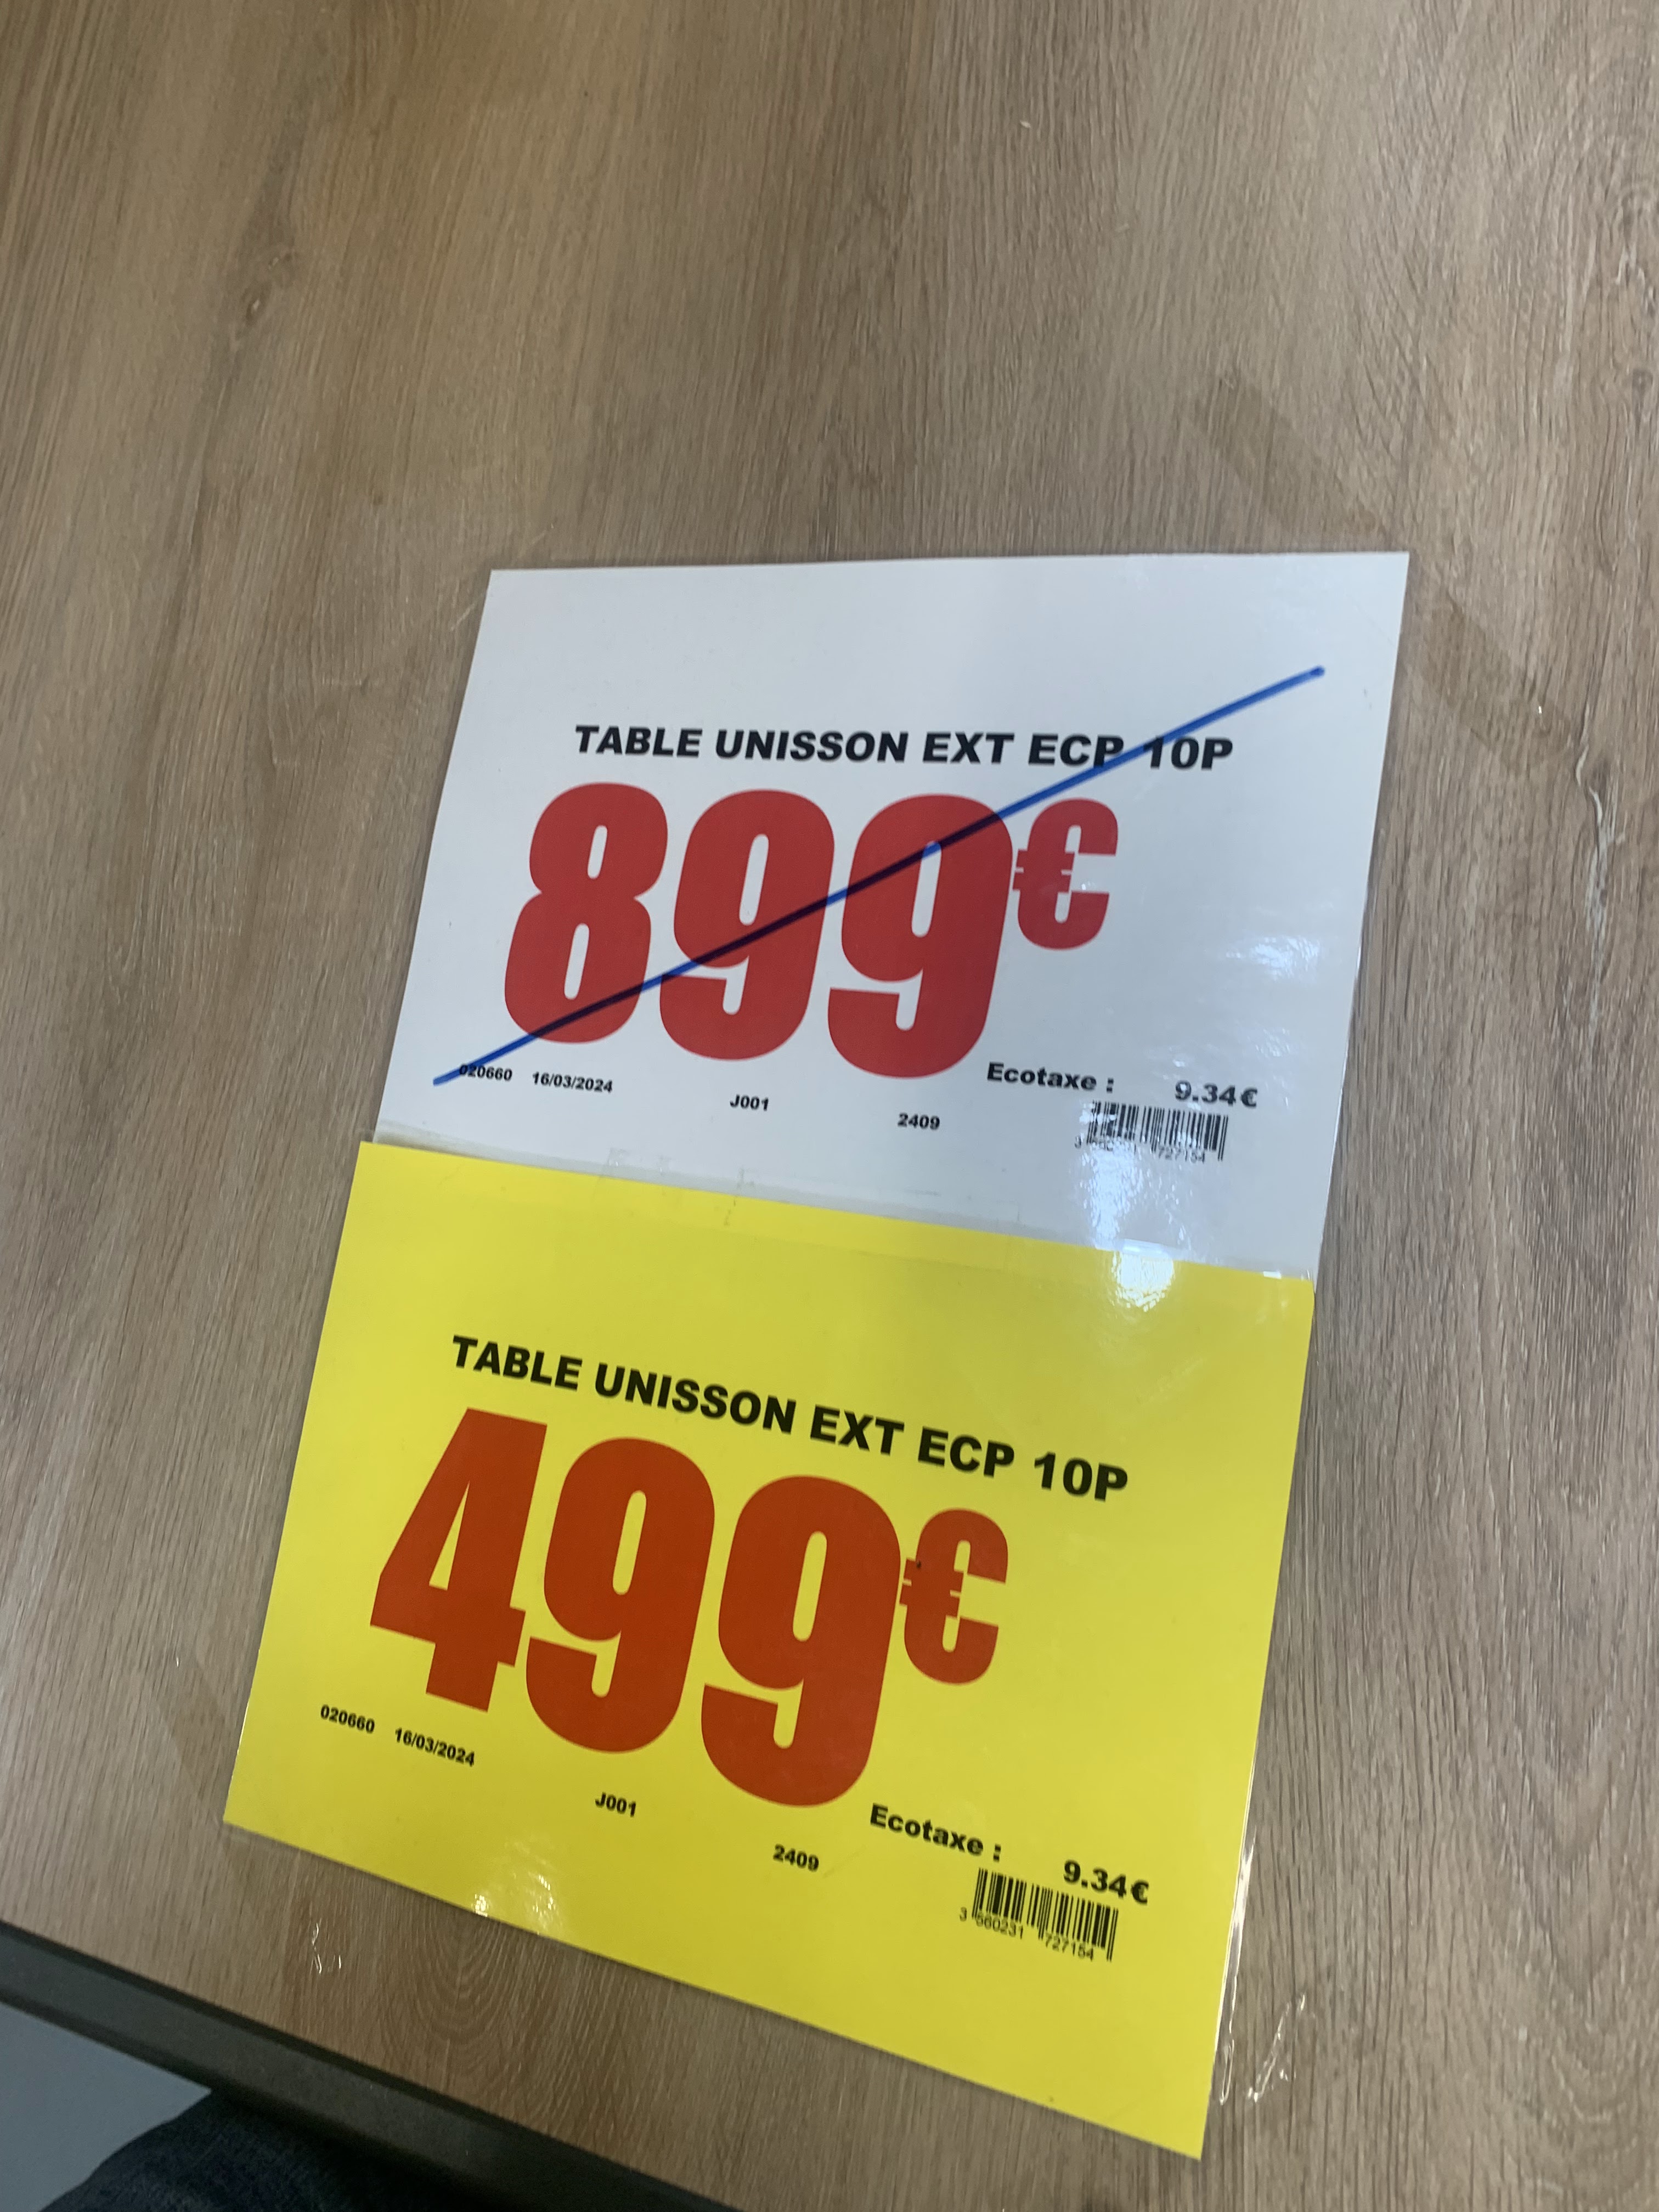 TABLE UNISSON EXT ECP 10P
899€
020660 16/03/2024
J001
2409
Ecotaxe : 9.34€
727154
TABLE UNISSON EXT ECP 10P
499€
020660 16/03/2024
J001
2409
Ecotaxe : 9.34€
3 560231 727154